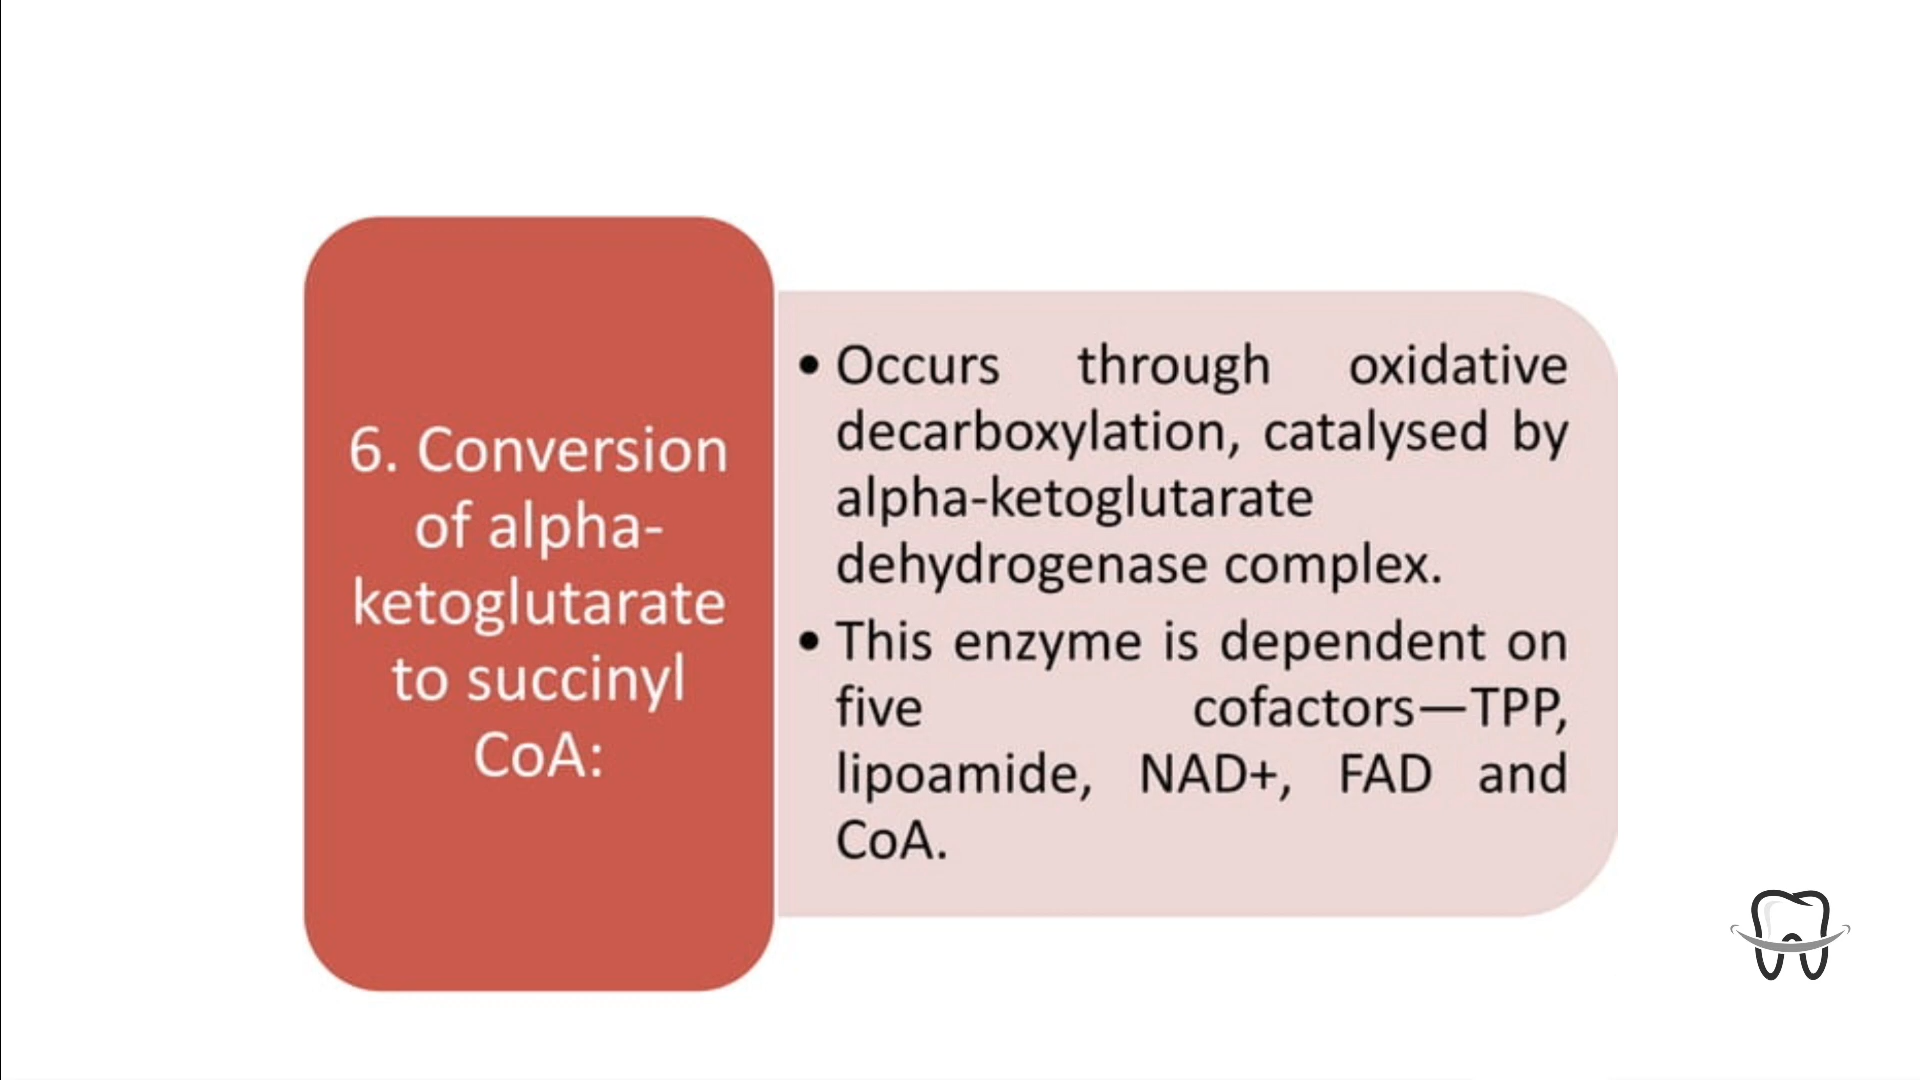 6. Conversion
of alpha-
ketoglutarate
to succinyl
CoA:
• Occurs through oxidative
decarboxylation, catalysed by
alpha-ketoglutarate
dehydrogenase complex.
• This enzyme is dependent on
five cofactors—TPP,
lipoamide, NAD+, FAD and
CoA.